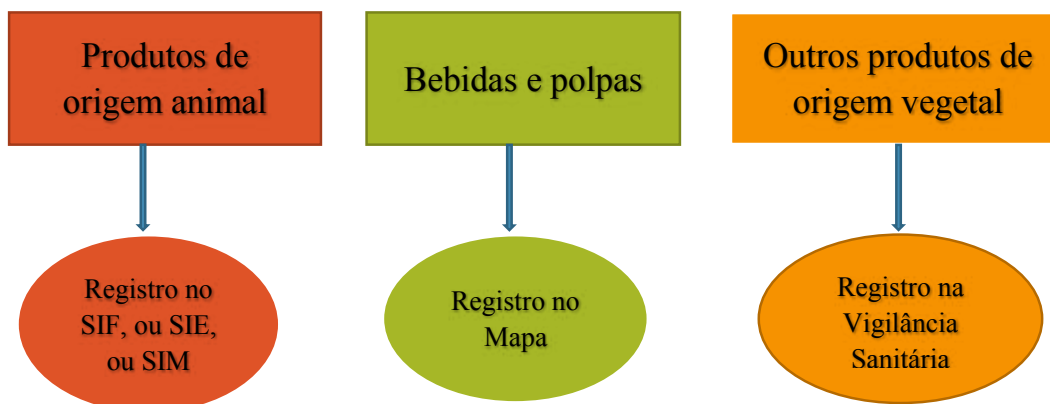 Produtos de
origem animal
Bebidas e polpas
Outros produtos de
origem vegetal
Registro no
SIF, ou SIE,
ou SIM
Registro no
Mapa
Registro na
Vigilância
Sanitária